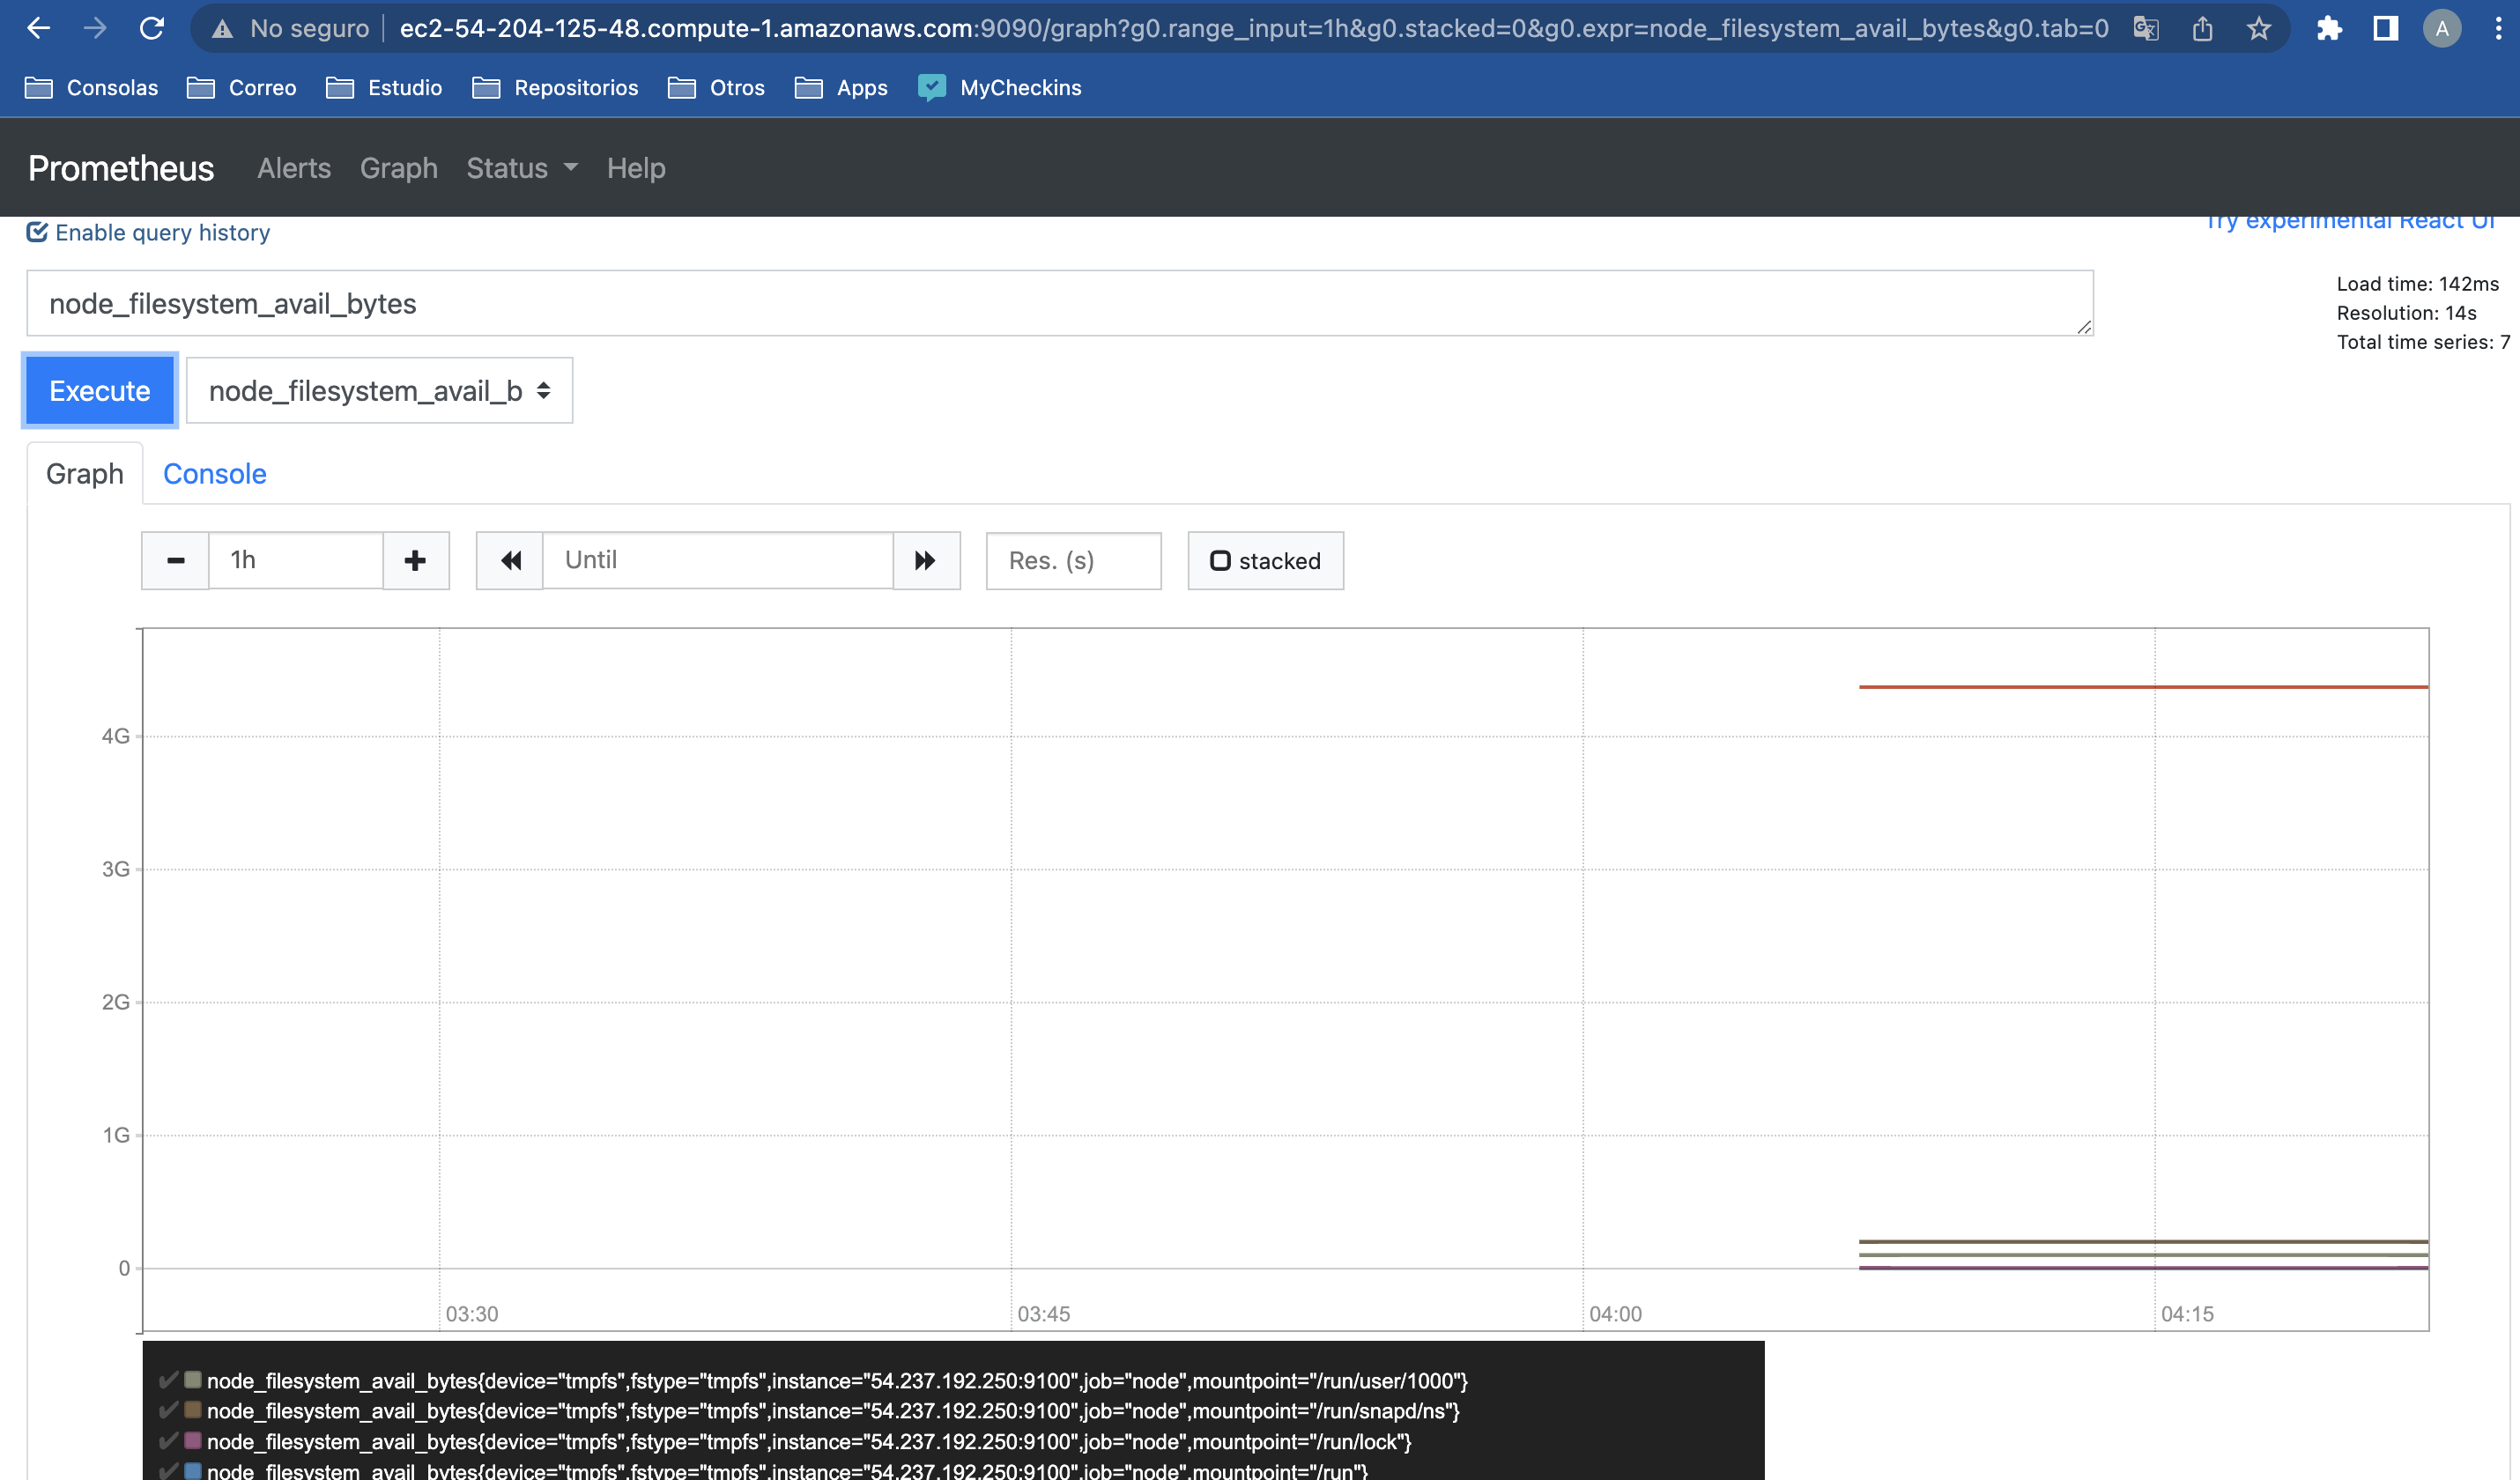 No seguro ec2-54-204-125-48.compute-1.amazonaws.com:9090/graph?g0.range_input=1h&g0.stacked=0&g0.expr=node_filesystem_avail_bytes&g0.tab=0 A
Consolas Correo Estudio Repositorios Otros Apps MyCheckins
Prometheus Alerts Graph Status Help
Try experimental React UI
Enable query history
node_filesystem_avail_bytes
Load time: 142ms
Resolution: 14s
Total time series: 7
Execute node_filesystem_avail_b
Graph Console
1h Until Res. (s) stacked
4G
3G
2G
1G
0
03:30 03:45 04:00 04:15
node_filesystem_avail_bytes{device="tmpfs",fstype="tmpfs",instance="54.237.192.250:9100",job="node",mountpoint="/run/user/1000"}
node_filesystem_avail_bytes{device="tmpfs",fstype="tmpfs",instance="54.237.192.250:9100",job="node",mountpoint="/run/snapd/ns"}
node_filesystem_avail_bytes{device="tmpfs",fstype="tmpfs",instance="54.237.192.250:9100",job="node",mountpoint="/run/lock"}
node_filesystem_avail_bytes{device="tmpfs",fstype="tmpfs",instance="54.237.192.250:9100",job="node",mountpoint="/run"}